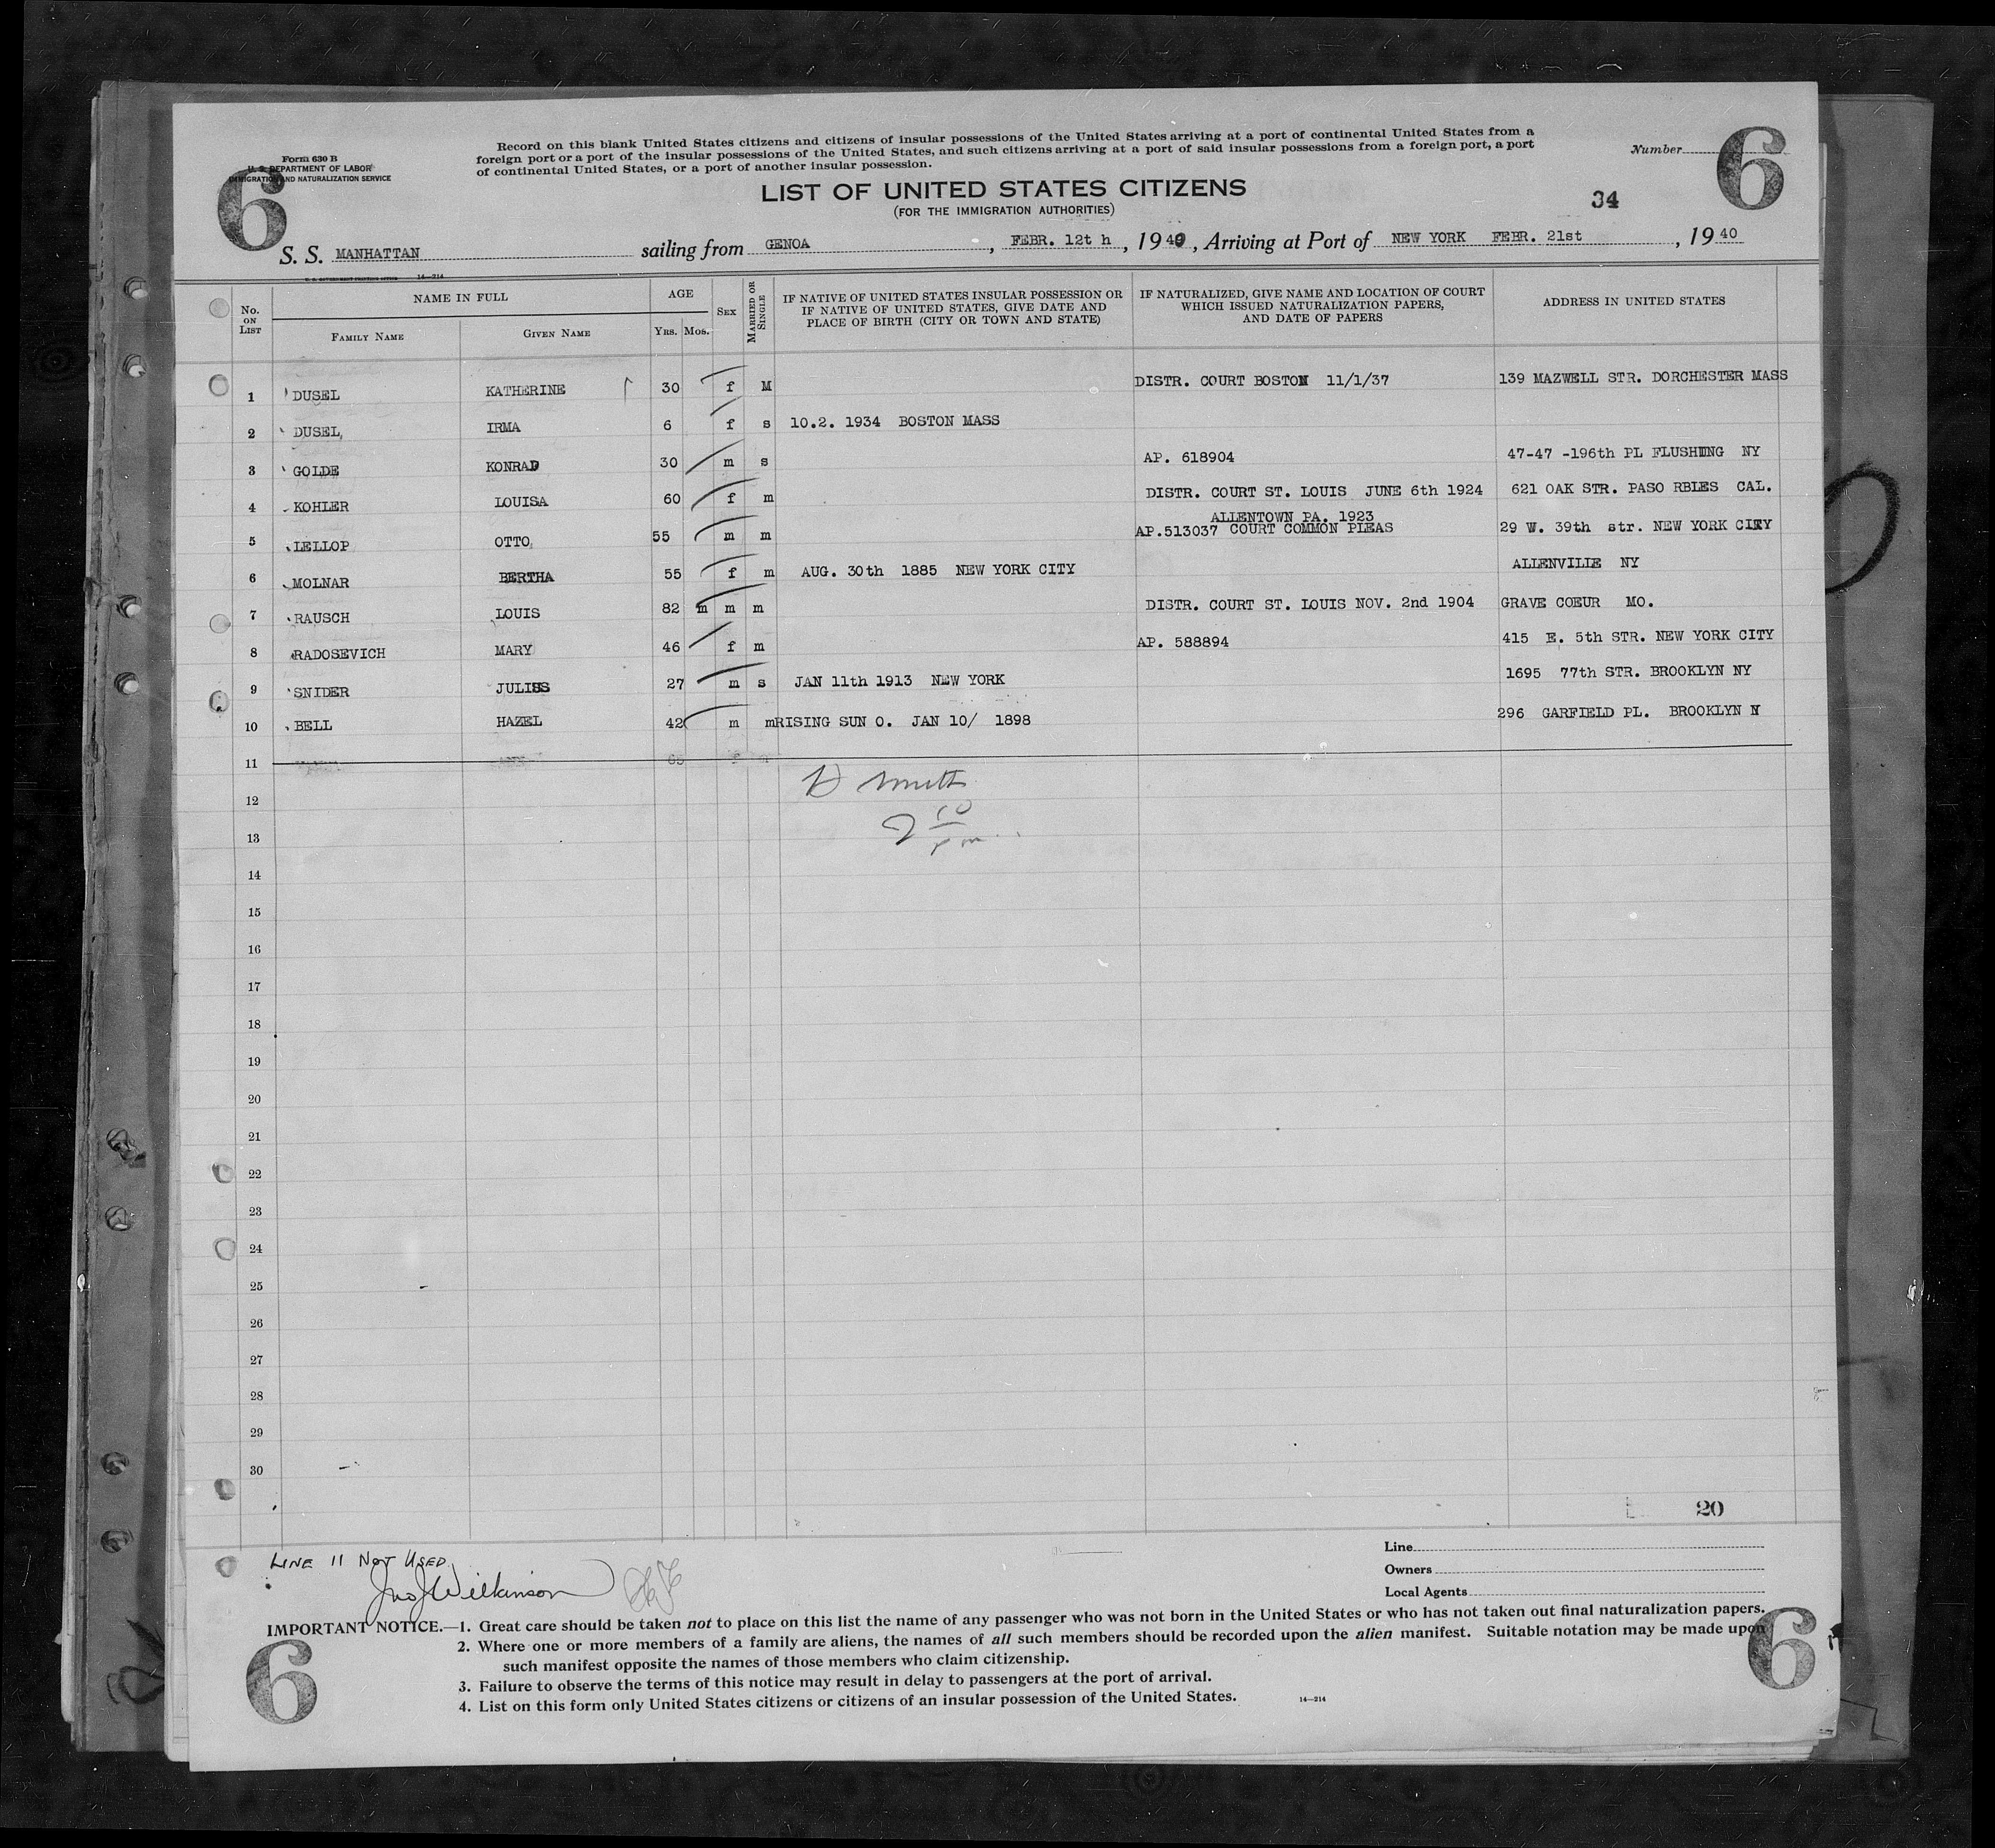 Record on this blank United States citizens and citizens of insular possessions of the United States arriving at a port of continental United States from a
foreign port or a port of the insular possessions of the United States, and such citizens arriving at a port of said insular possessions from a foreign port, a port
of continental United States, or a port of another insular possession.
Form 630 B
U. S. DEPARTMENT OF LABOR
IMMIGRATION AND NATURALIZATION SERVICE
Number
6
6
LIST OF UNITED STATES CITIZENS
(FOR THE IMMIGRATION AUTHORITIES)
34
S. S. MANHATTAN sailing from GENOA, FEBR. 12t h, 1940, Arriving at Port of NEW YORK FEBR. 21st, 1940
U. S. GOVERNMENT PRINTING OFFICE 14—214
No. ON LIST
NAME IN FULL
FAMILY NAME
GIVEN NAME
AGE
YRS. MOS.
SEX
MARRIED OR SINGLE
IF NATIVE OF UNITED STATES INSULAR POSSESSION OR
IF NATIVE OF UNITED STATES, GIVE DATE AND
PLACE OF BIRTH (CITY OR TOWN AND STATE)
IF NATURALIZED, GIVE NAME AND LOCATION OF COURT
WHICH ISSUED NATURALIZATION PAPERS,
AND DATE OF PAPERS
ADDRESS IN UNITED STATES
1 DUSEL KATHERINE 30 f M DISTR. COURT BOSTON 11/1/37 139 MAZWELL STR. DORCHESTER MASS
2 DUSEL, IRMA 6 f s 10.2. 1934 BOSTON MASS
3 GOLDE KONRAD 30 m s AP. 618904 47-47 -196th PL FLUSHING NY
4 KOHLER LOUISA 60 f m DISTR. COURT ST. LOUIS JUNE 6th 1924 621 OAK STR. PASO RBLES CAL.
ALLENTOWN PA. 1923
5 LELLOP OTTO 55 m m AP.513037 COURT COMMON PLEAS 29 W. 39th str. NEW YORK CITY
6 MOLNAR BERTHA 55 f m AUG. 30th 1885 NEW YORK CITY ALLENVILLE NY
7 RAUSCH LOUIS 82 m m m DISTR. COURT ST. LOUIS NOV. 2nd 1904 GRAVE COEUR MO.
8 RADOSEVICH MARY 46 f m AP. 588894 415 E. 5th STR. NEW YORK CITY
9 SNIDER JULISS 27 m s JAN 11th 1913 NEW YORK 1695 77th STR. BROOKLYN NY
10 BELL HAZEL 42 m m RISING SUN O. JAN 10/ 1898 296 GARFIELD PL. BROOKLYN N
11
12
13
14
15
16
17
18
19
20
21
22
23
24
25
26
27
28
29
30
20
LINE 11 NOT USED.
Jno J Wilkinson
Line
Owners
Local Agents
IMPORTANT NOTICE.—1. Great care should be taken not to place on this list the name of any passenger who was not born in the United States or who has not taken out final naturalization papers.
2. Where one or more members of a family are aliens, the names of all such members should be recorded upon the alien manifest. Suitable notation may be made upon
such manifest opposite the names of those members who claim citizenship.
3. Failure to observe the terms of this notice may result in delay to passengers at the port of arrival.
4. List on this form only United States citizens or citizens of an insular possession of the United States. 14—214
6
6